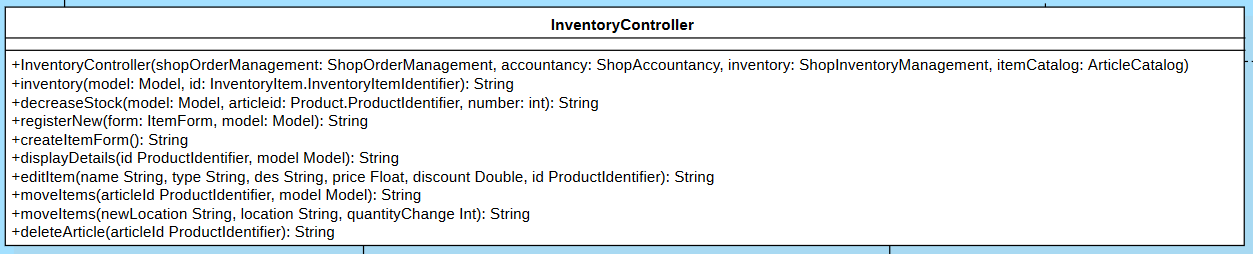 InventoryController
+InventoryController(shopOrderManagement: ShopOrderManagement, accountancy: ShopAccountancy, inventory: ShopInventoryManagement, itemCatalog: ArticleCatalog)
+inventory(model: Model, id: InventoryItem.InventoryItemIdentifier): String
+decreaseStock(model: Model, articleid: Product.ProductIdentifier, number: int): String
+registerNew(form: ItemForm, model: Model): String
+createItemForm(): String
+displayDetails(id ProductIdentifier, model Model): String
+editItem(name String, type String, des String, price Float, discount Double, id ProductIdentifier): String
+moveItems(articleId ProductIdentifier, model Model): String
+moveItems(newLocation String, location String, quantityChange Int): String
+deleteArticle(articleId ProductIdentifier): String